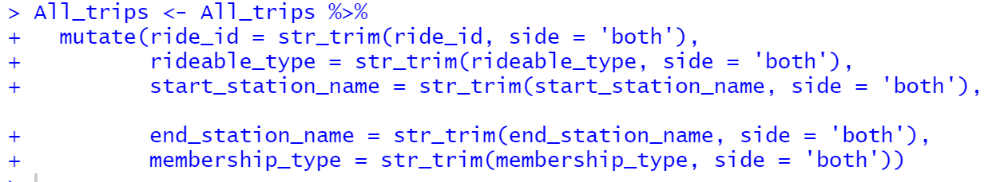 > All_trips <- All_trips %>%
+   mutate(ride_id = str_trim(ride_id, side = 'both'),
+          rideable_type = str_trim(rideable_type, side = 'both'),
+          start_station_name = str_trim(start_station_name, side = 'both'),
+          end_station_name = str_trim(end_station_name, side = 'both'),
+          membership_type = str_trim(membership_type, side = 'both'))
>